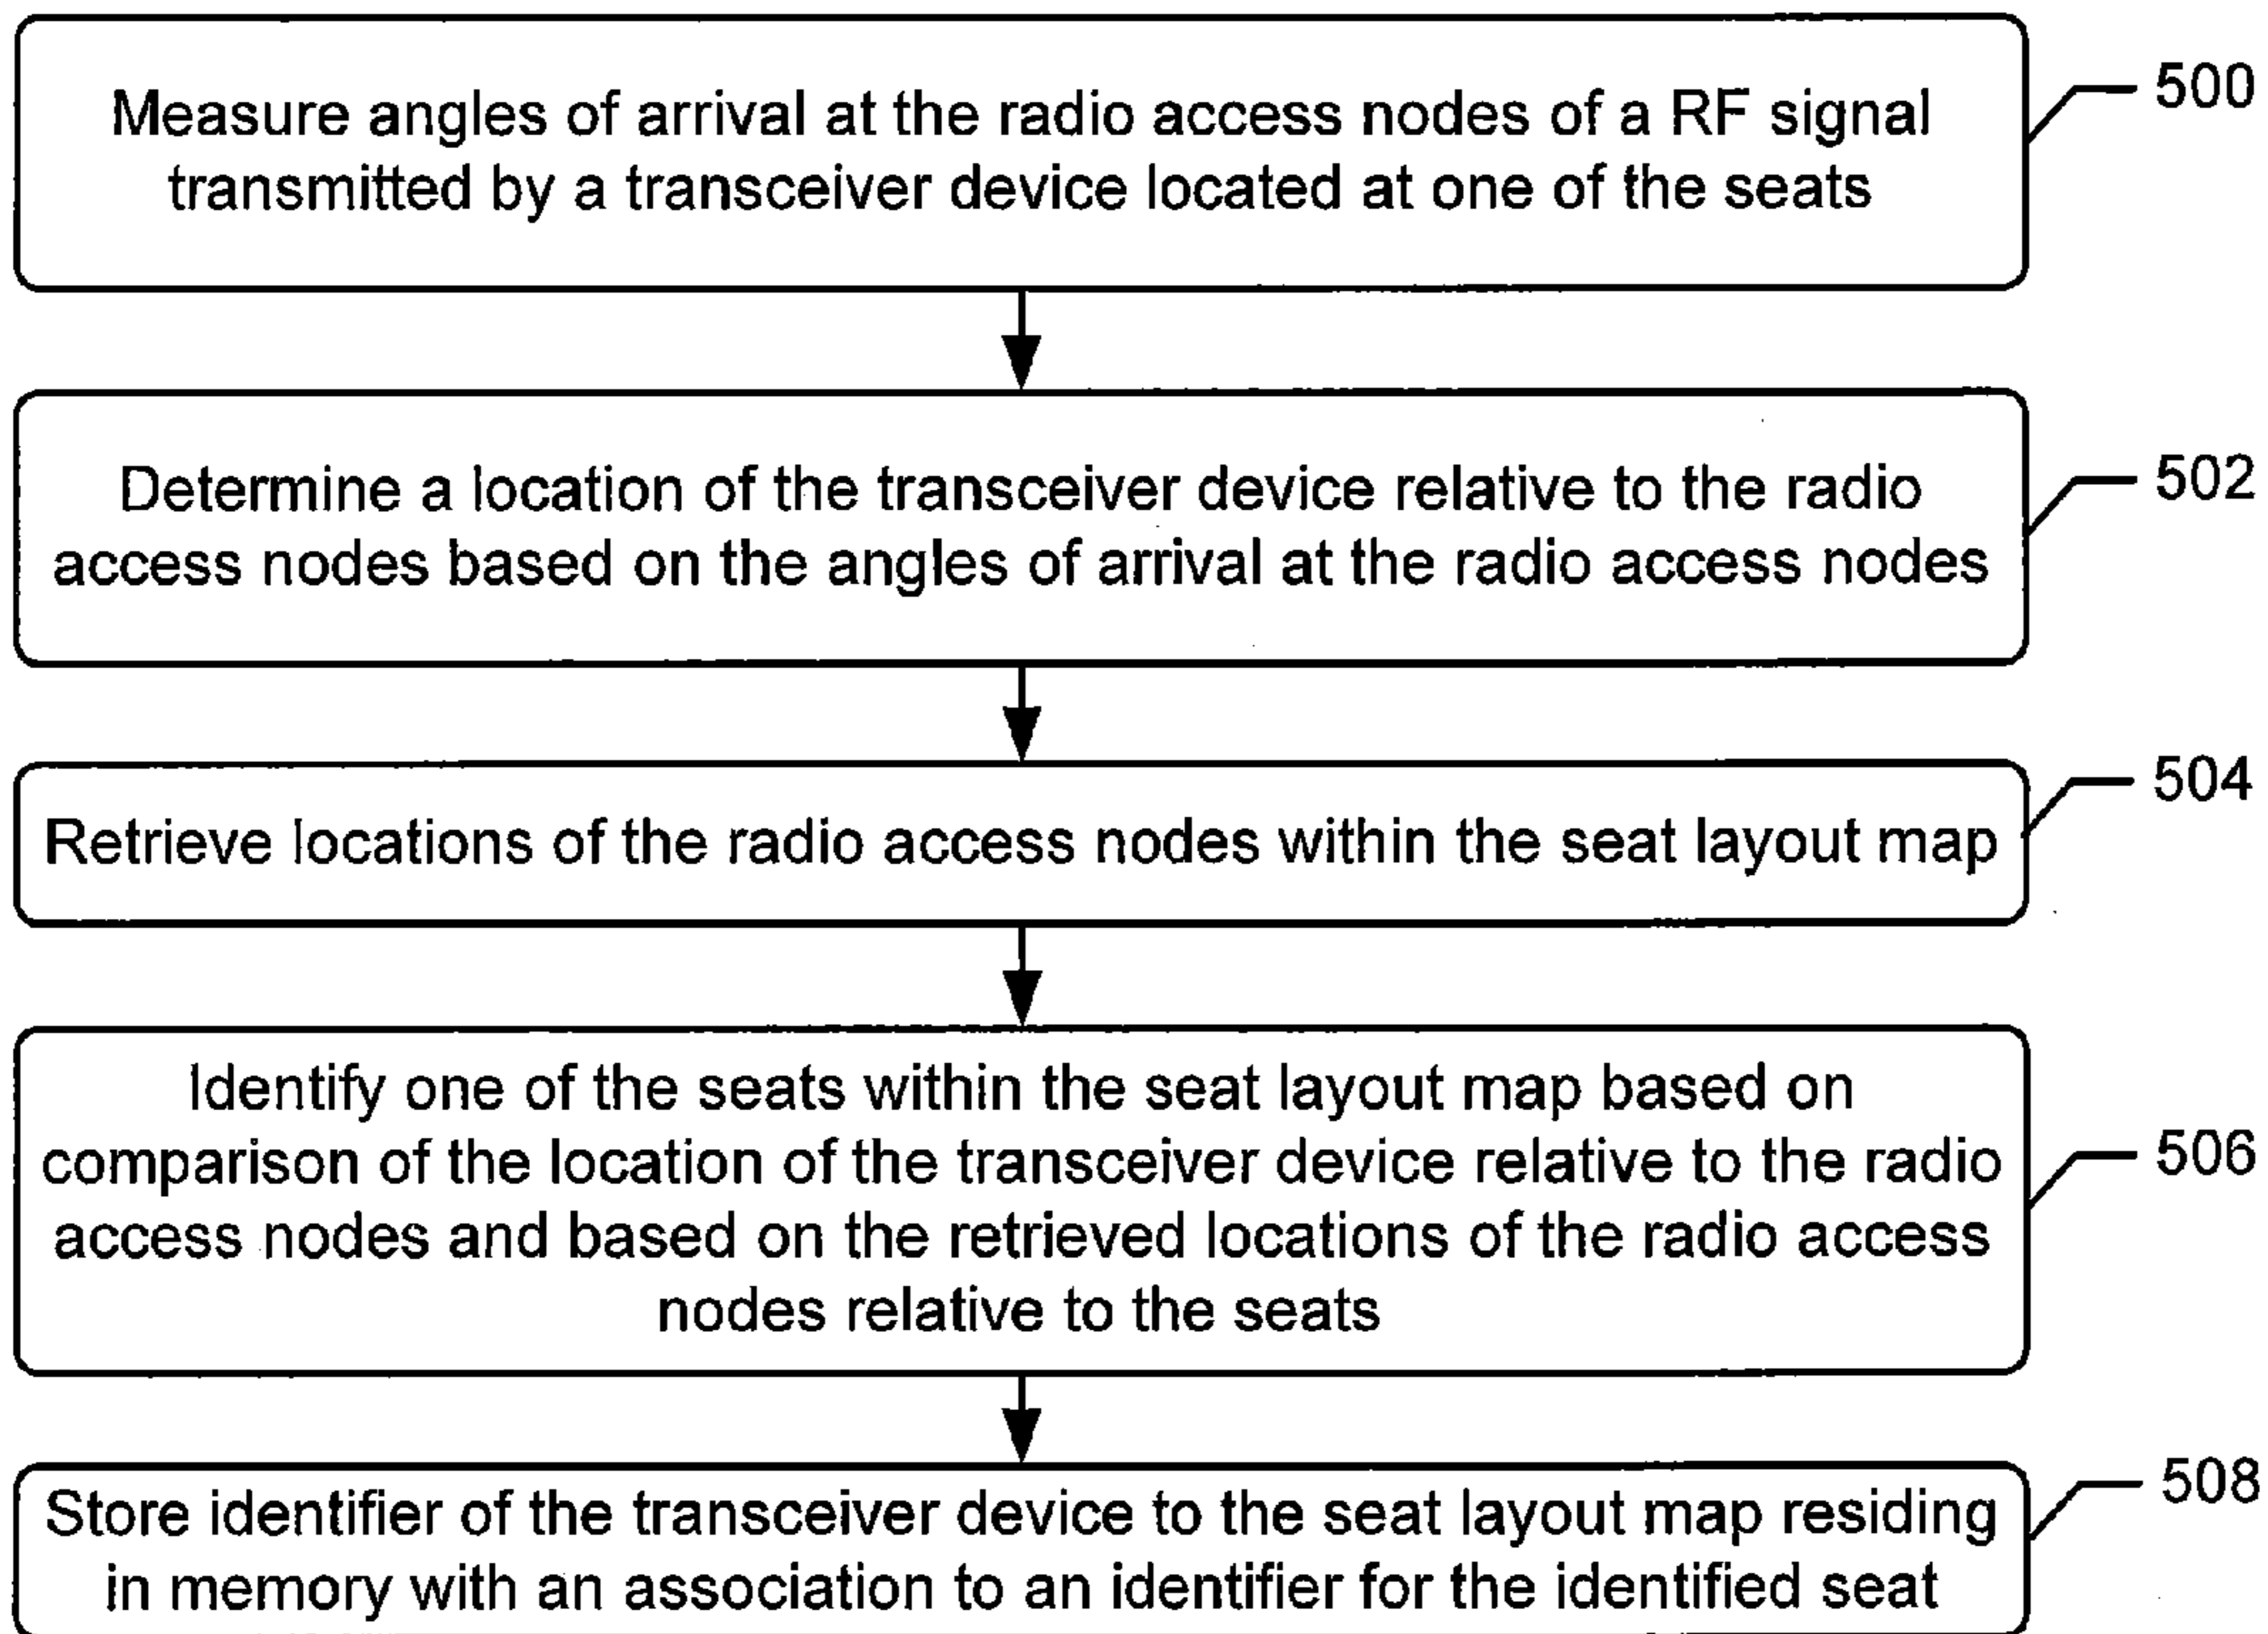 Measure angles of arrival at the radio access nodes of a RF signal
transmitted by a transceiver device located at one of the seats
500
Determine a location of the transceiver device relative to the radio
access nodes based on the angles of arrival at the radio access nodes
502
Retrieve locations of the radio access nodes within the seat layout map
504
Identify one of the seats within the seat layout map based on
comparison of the location of the transceiver device relative to the radio
access nodes and based on the retrieved locations of the radio access
nodes relative to the seats
506
Store identifier of the transceiver device to the seat layout map residing
in memory with an association to an identifier for the identified seat
508